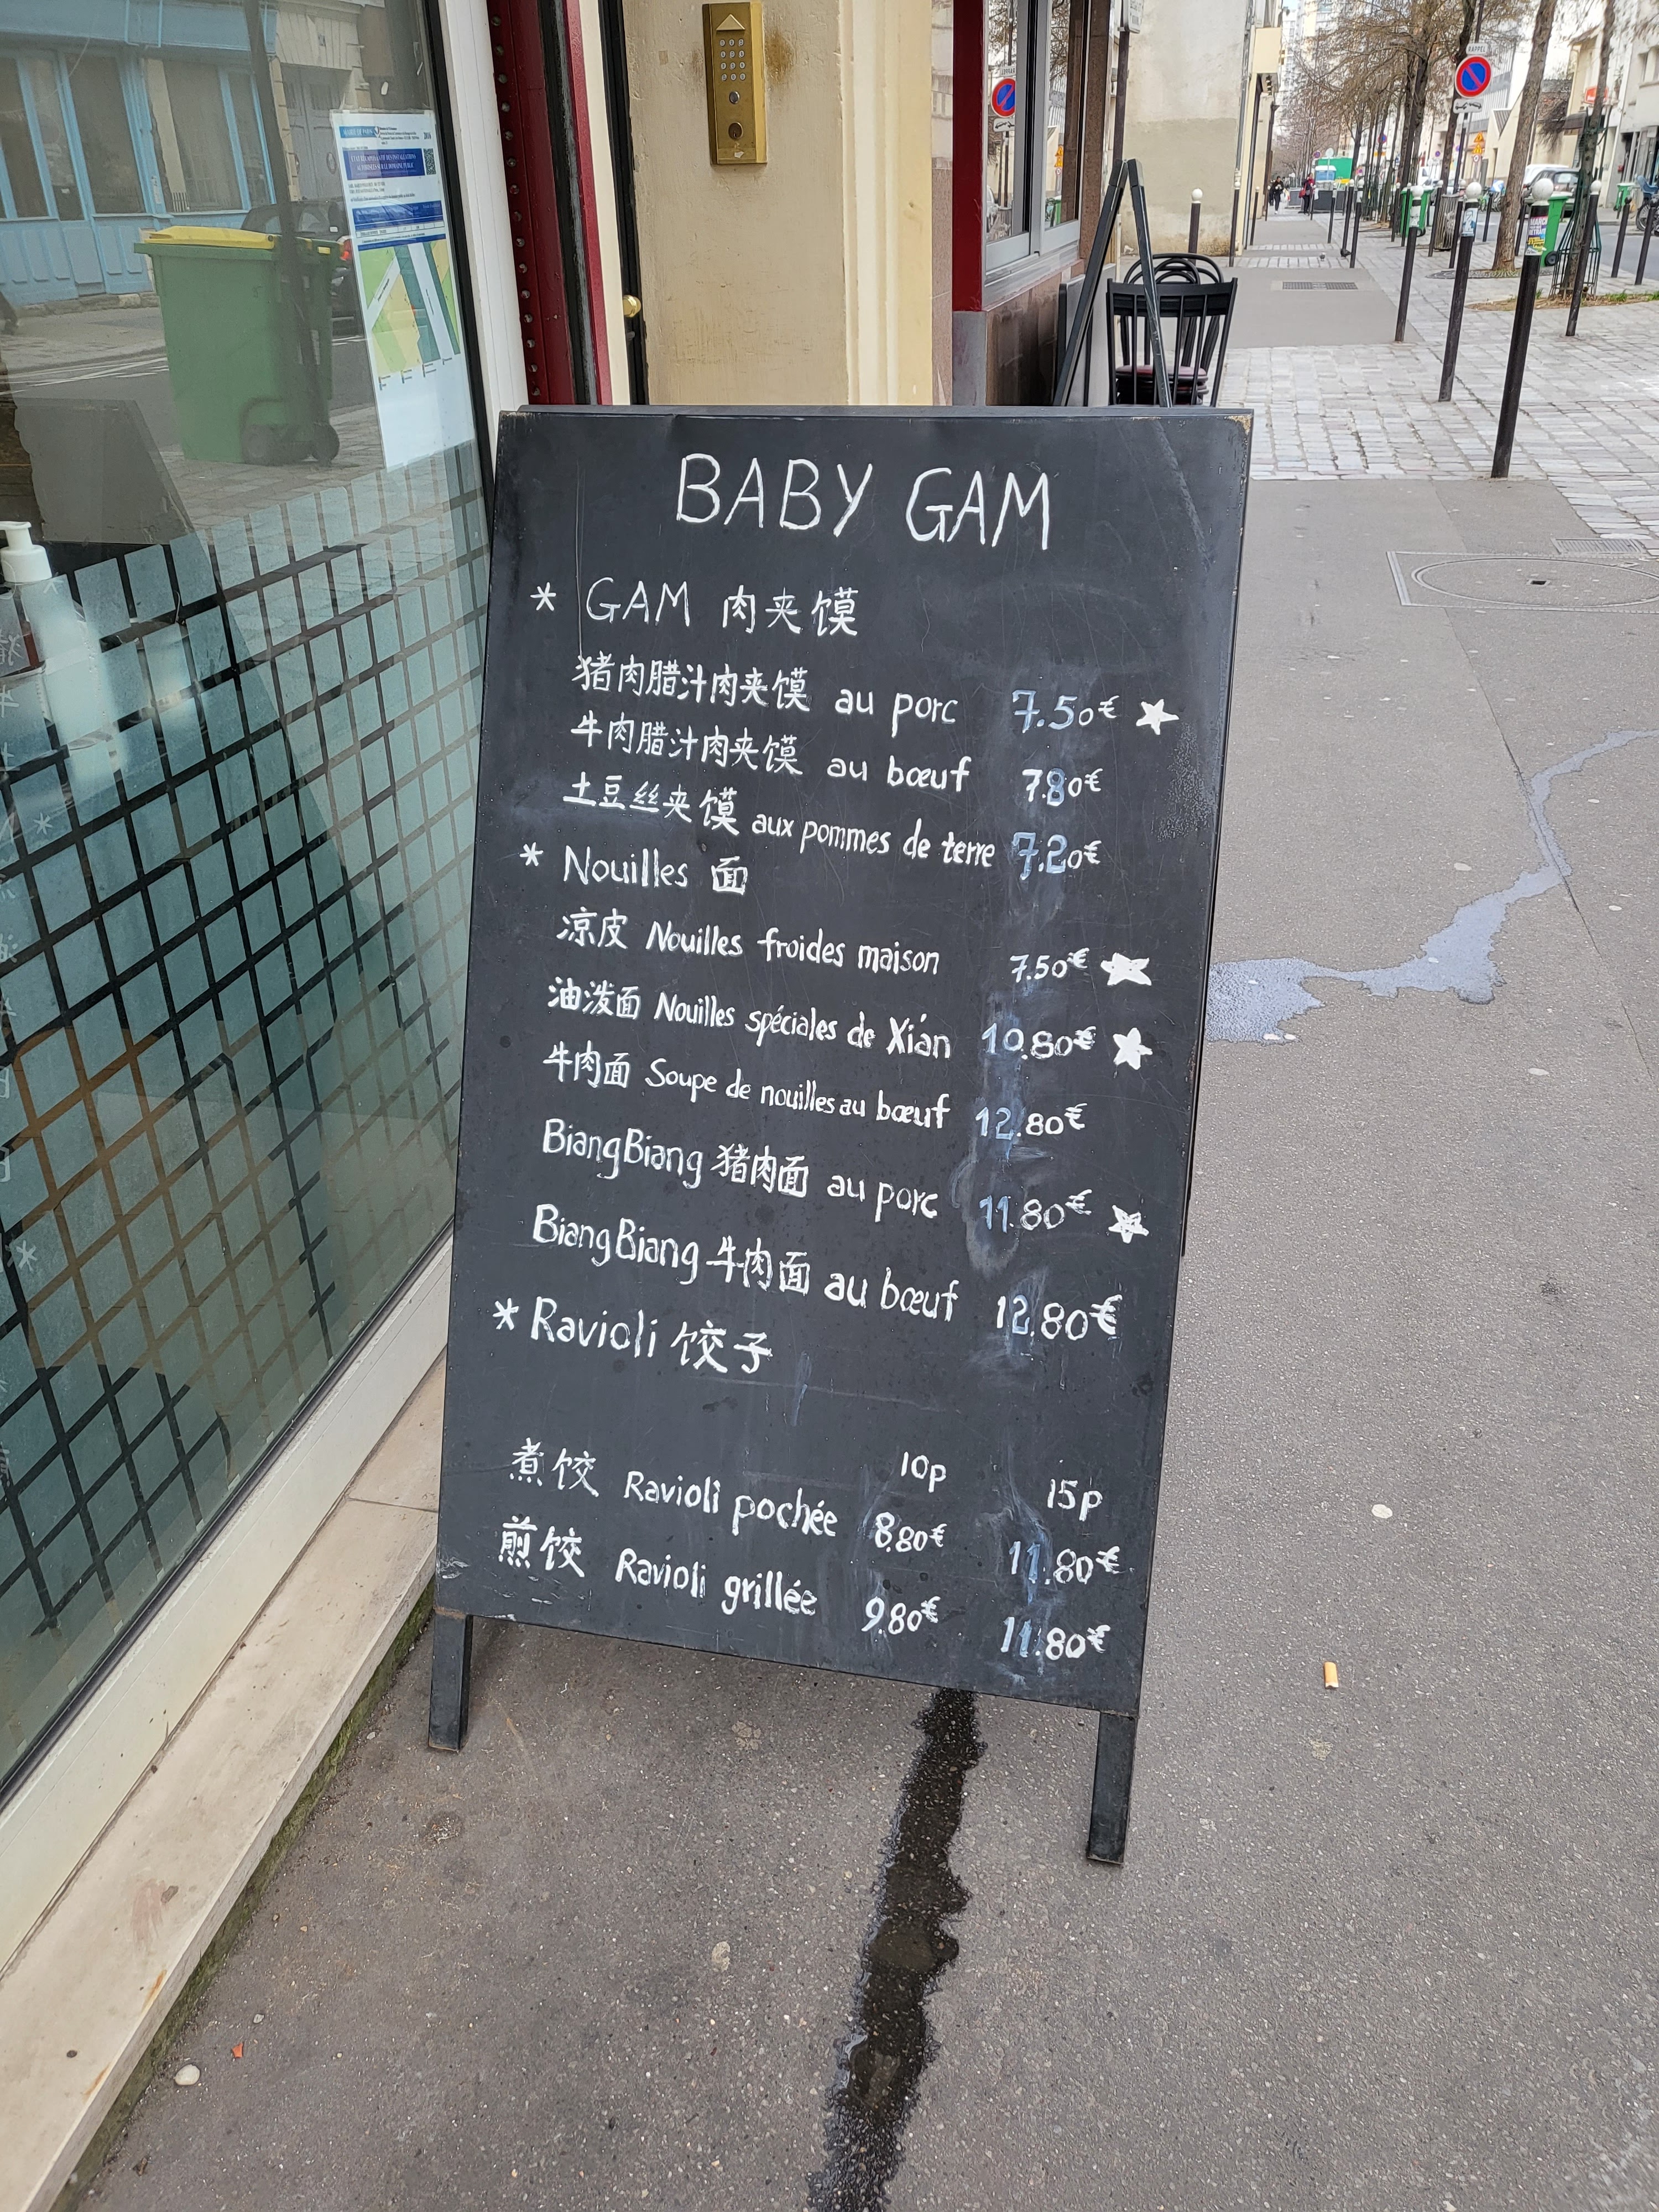 BABY GAM
* GAM 肉夹馍
猪肉腊汁肉夹馍 au porc 7.50€ ★
牛肉腊汁肉夹馍 au bœuf 7.80€
土豆丝夹馍 aux pommes de terre 7.20€
* Nouilles 面
凉皮 Nouilles froides maison 7.50€ ★
油泼面 Nouilles spéciales de Xi'an 10.80€ ★
牛肉面 Soupe de nouilles au bœuf 12.80€
BiangBiang 猪肉面 au porc 11.80€ ★
BiangBiang 牛肉面 au bœuf 12.80€
* Ravioli 饺子
10p 15p
煮饺 Ravioli pochée 8.80€ 11.80€
煎饺 Ravioli grillée 9.80€ 11.80€
RAPPEL